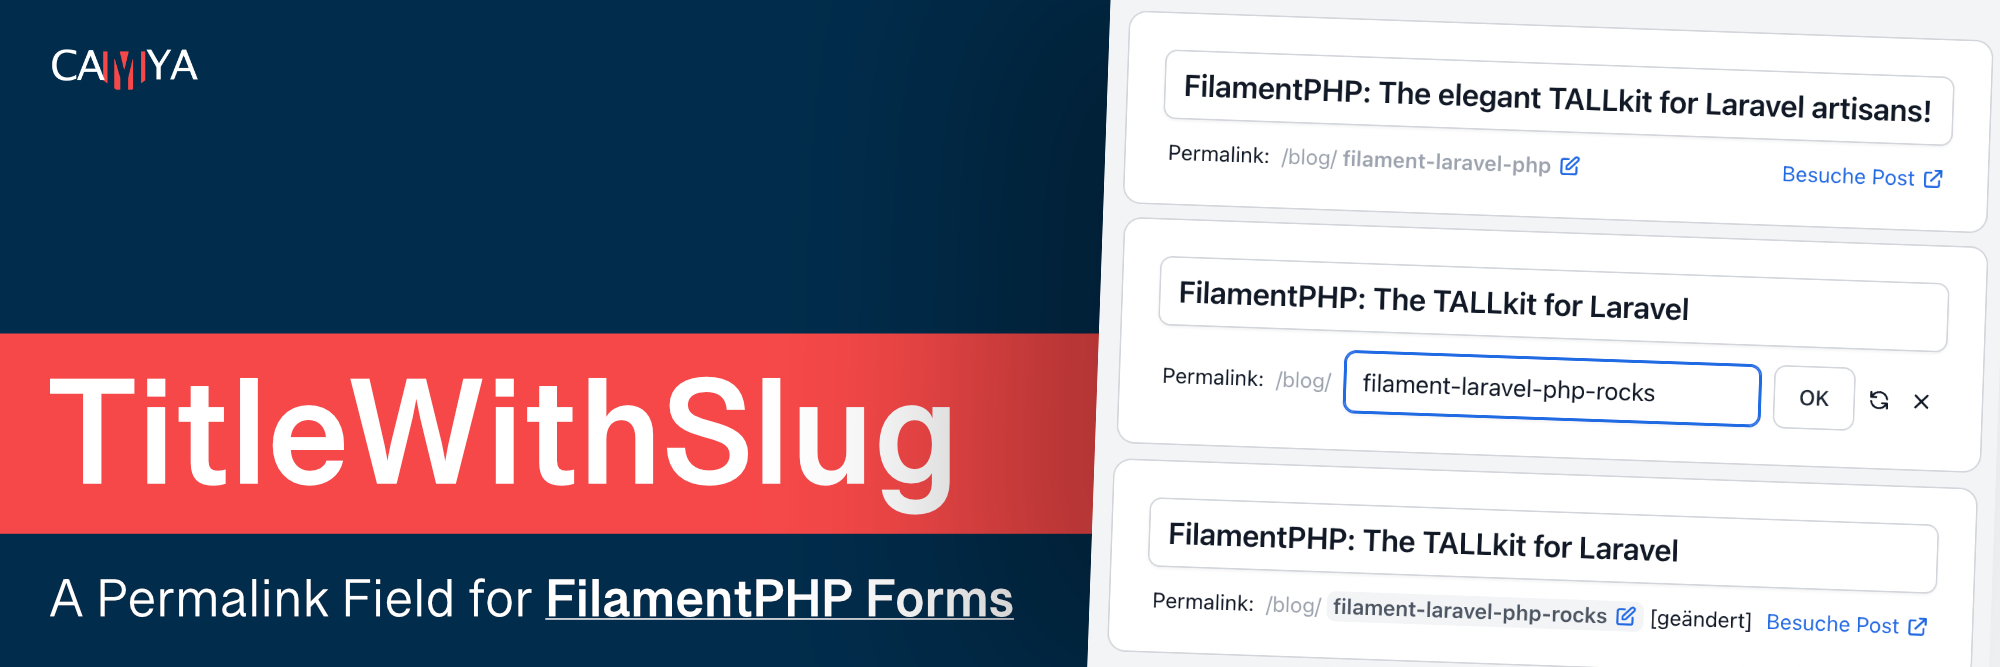 CAMYA
TitleWithSlug
A Permalink Field for FilamentPHP Forms
FilamentPHP: The elegant TALLkit for Laravel artisans!
Permalink: /blog/ filament-laravel-php Besuche Post
FilamentPHP: The TALLkit for Laravel
Permalink: /blog/ filament-laravel-php-rocks OK
FilamentPHP: The TALLkit for Laravel
Permalink: /blog/ filament-laravel-php-rocks [geändert] Besuche Post